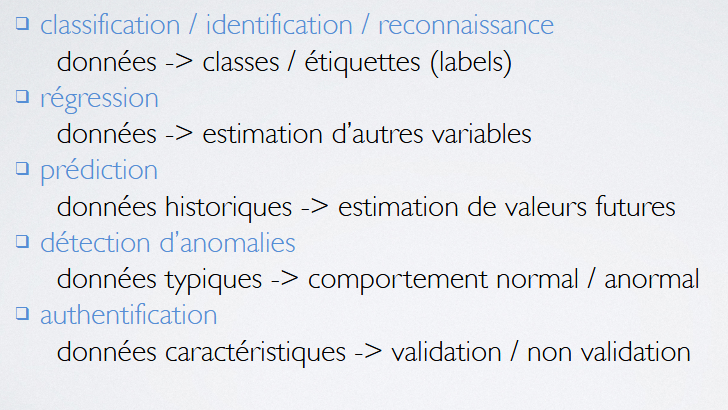 ❑ classification / identification / reconnaissance
données -> classes / étiquettes (labels)
❑ régression
données -> estimation d’autres variables
❑ prédiction
données historiques -> estimation de valeurs futures
❑ détection d’anomalies
données typiques -> comportement normal / anormal
❑ authentification
données caractéristiques -> validation / non validation